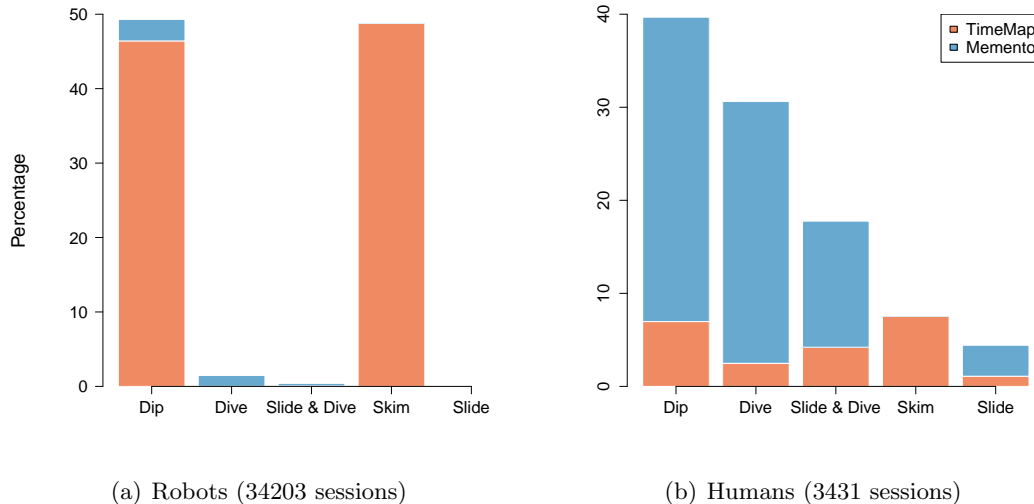 Percentage
50
40
30
20
10
0
Dip Dive Slide & Dive Skim Slide
(a) Robots (34203 sessions)
40
30
20
10
0
TimeMap
Memento
Dip Dive Slide & Dive Skim Slide
(b) Humans (3431 sessions)